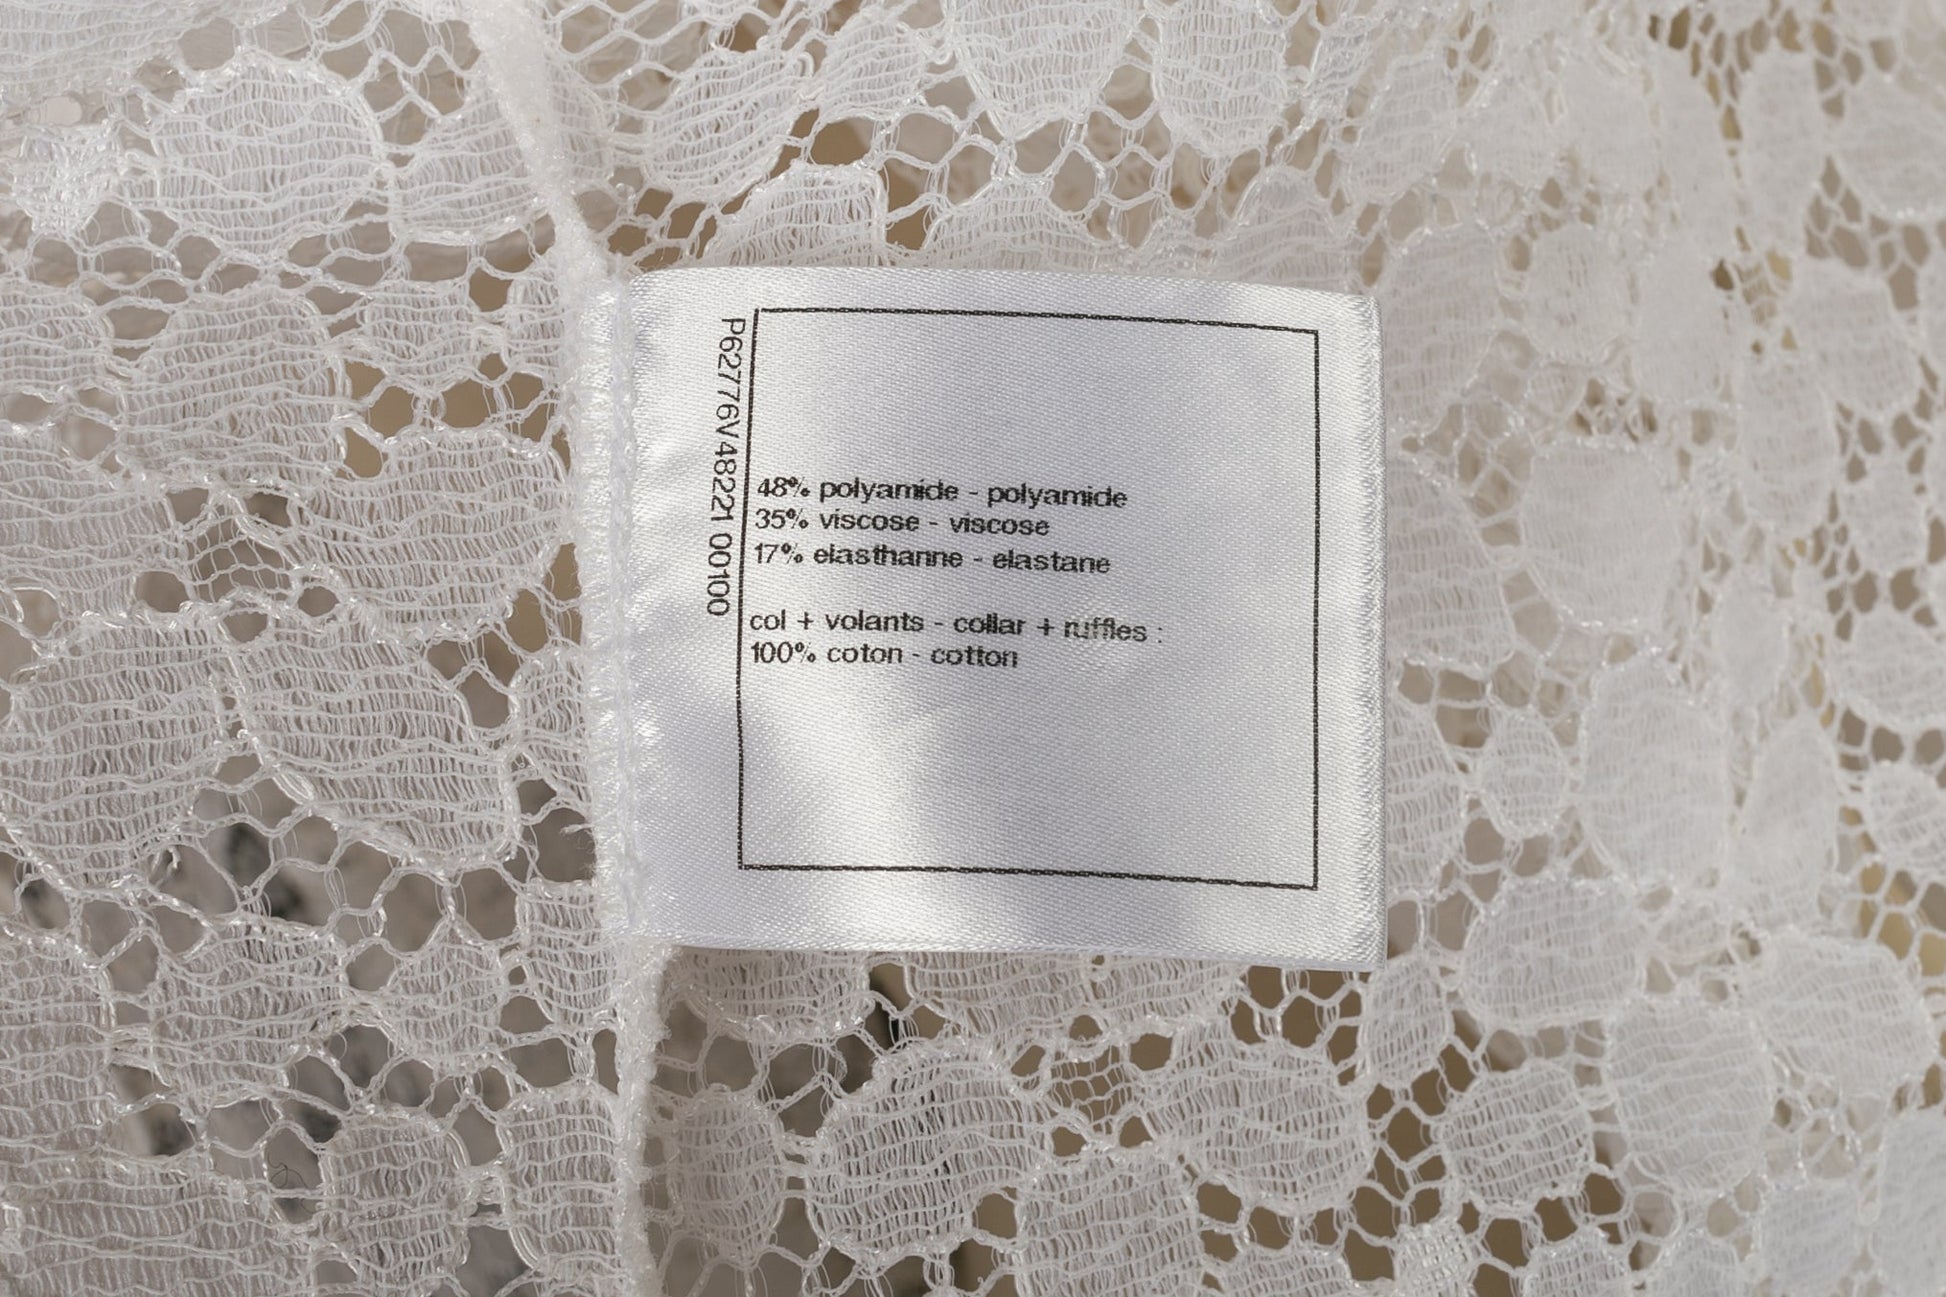 P62776V48221 00100
48% polyamide - polyamide
35% viscose - viscose
17% elasthanne - elastane
col + volants - collar + ruffles :
100% coton - cotton